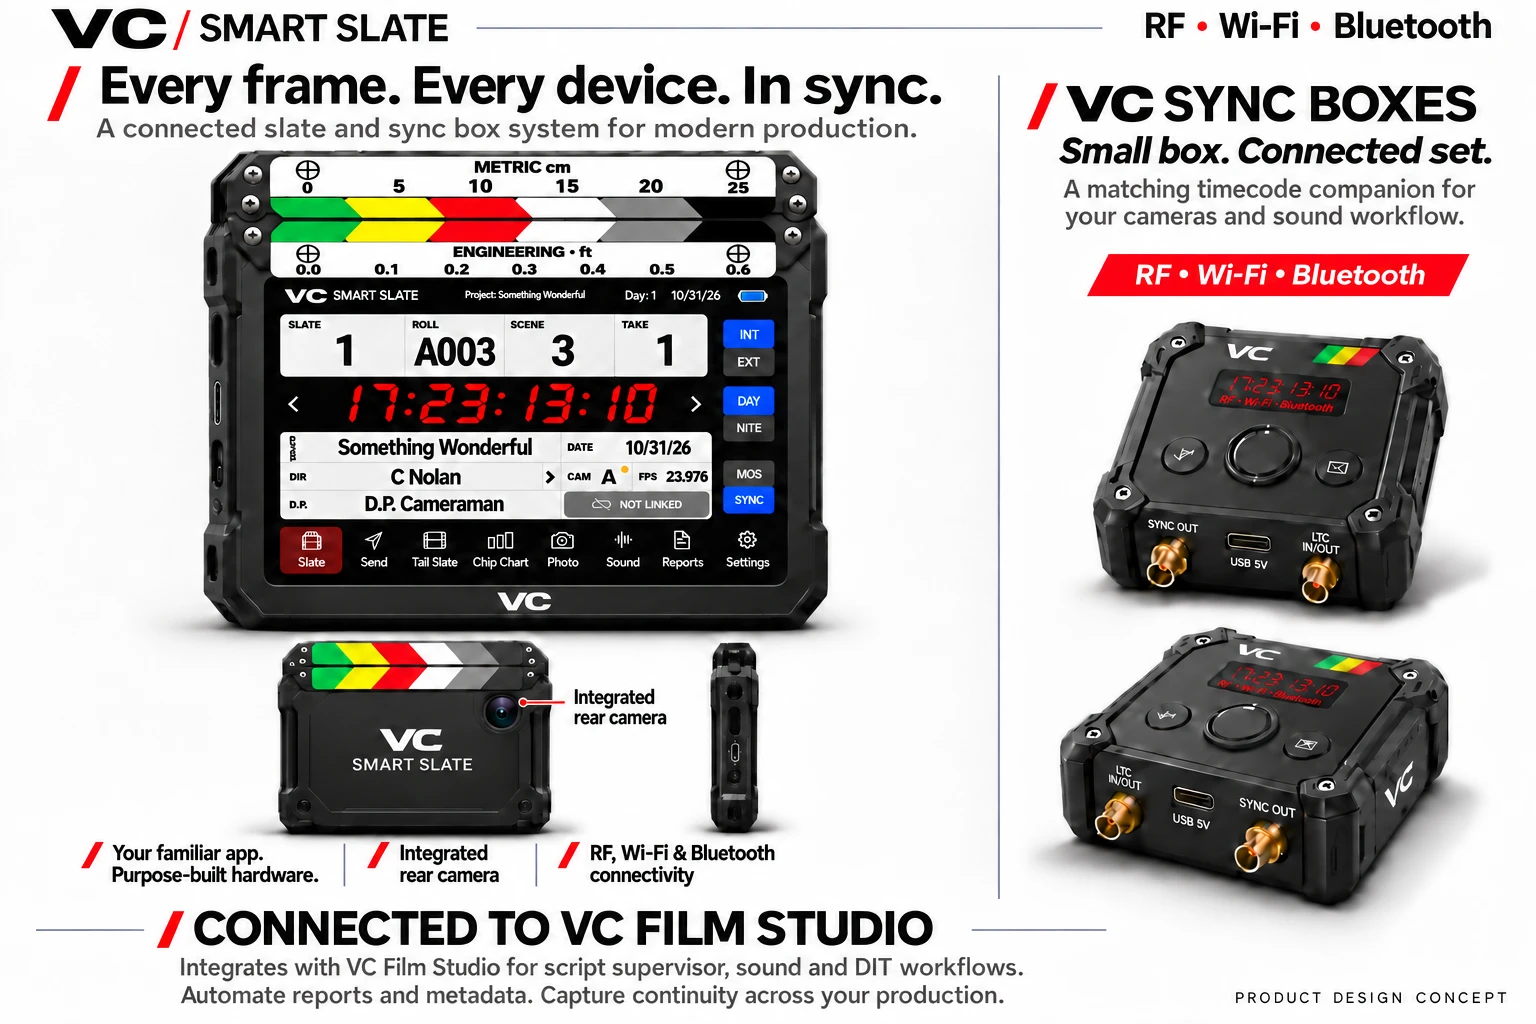 VC / SMART SLATE
RF • Wi-Fi • Bluetooth
Every frame. Every device. In sync.
A connected slate and sync box system for modern production.
METRIC cm
0 5 10 15 20 25
ENGINEERING • ft
0.0 0.1 0.2 0.3 0.4 0.5 0.6
VC SMART SLATE Project: Something Wonderful Day: 1 10/31/26
SLATE ROLL SCENE TAKE
1 A003 3 1
INT
EXT
17:23:13:10
DAY
NITE
Something Wonderful DATE 10/31/26
DIR C Nolan CAM A FPS 23.976
D.P. D.P. Cameraman NOT LINKED
MOS
SYNC
Slate Send Tail Slate Chip Chart Photo Sound Reports Settings
VC
VC
SMART SLATE
Integrated
rear camera
Your familiar app.
Purpose-built hardware.
Integrated
rear camera
RF, Wi-Fi & Bluetooth
connectivity
VC SYNC BOXES
Small box. Connected set.
A matching timecode companion for
your cameras and sound workflow.
RF • Wi-Fi • Bluetooth
VC
17:23:13:10
RF • Wi-Fi • Bluetooth
SYNC OUT
USB 5V
LTC
IN/OUT
VC
17:23:13:10
RF • Wi-Fi • Bluetooth
LTC
IN/OUT
USB 5V
SYNC OUT
VC
CONNECTED TO VC FILM STUDIO
Integrates with VC Film Studio for script supervisor, sound and DIT workflows.
Automate reports and metadata. Capture continuity across your production.
PRODUCT DESIGN CONCEPT